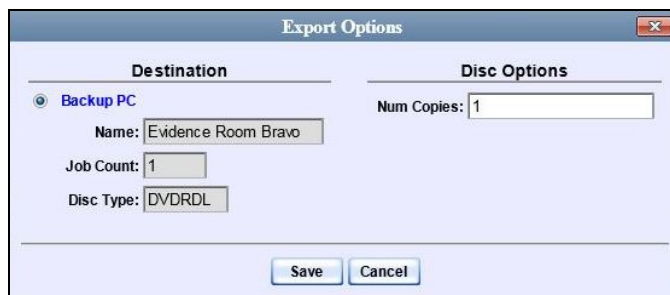 Export Options
Destination
Backup PC
Name: Evidence Room Bravo
Job Count: 1
Disc Type: DVDRDL
Disc Options
Num Copies: 1
Save Cancel